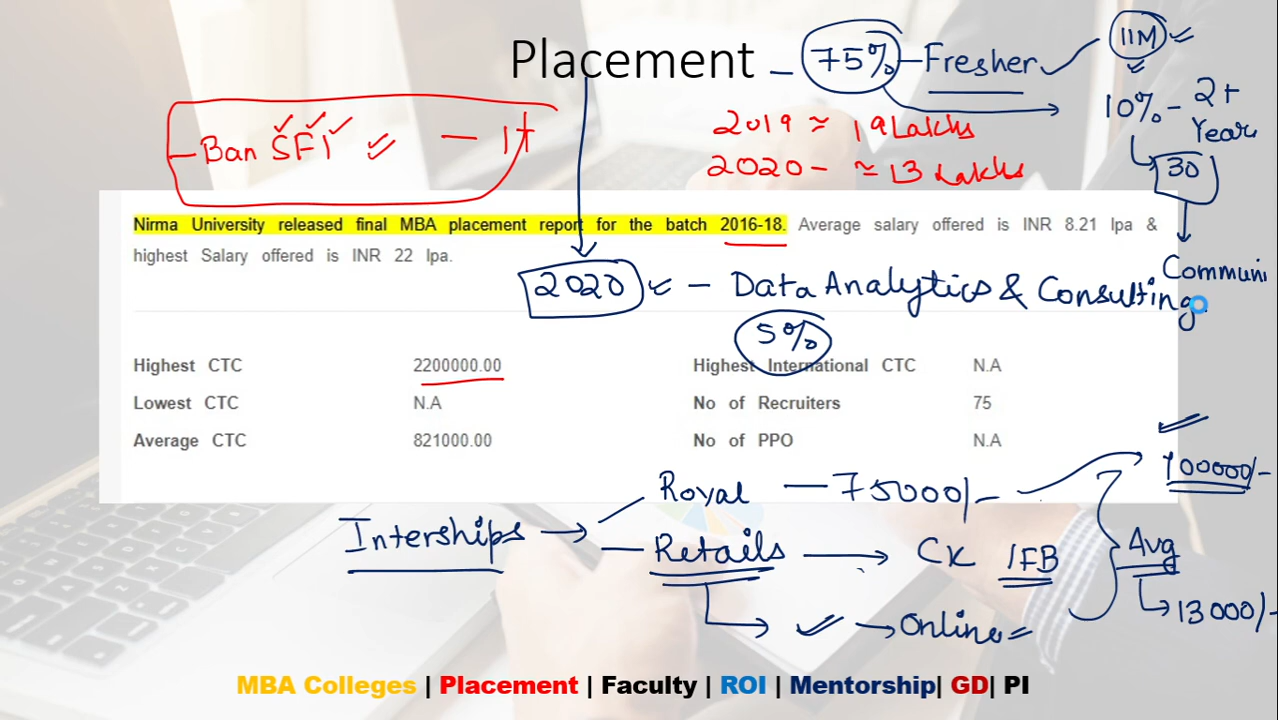 Placement – 75% – Fresher ✓ IIM ✓
10% – 2+ Year
30
Communi
– Ban SFI ✓ – It
2019 ≈ 19 Lakhs
2020 – ≈ 13 Lakhs
Nirma University released final MBA placement report for the batch 2016-18. Average salary offered is INR 8.21 lpa &
highest Salary offered is INR 22 lpa.
2020 ✓ – Data Analytics & Consulting
5%
Highest CTC 2200000.00 Highest International CTC N.A
Lowest CTC N.A No of Recruiters 75
Average CTC 821000.00 No of PPO N.A
Royal – 75000/- 100000/-
Interships → Retails → CK IFB Avg
→ 13000/-
✓ → Online
MBA Colleges | Placement | Faculty | ROI | Mentorship| GD| PI